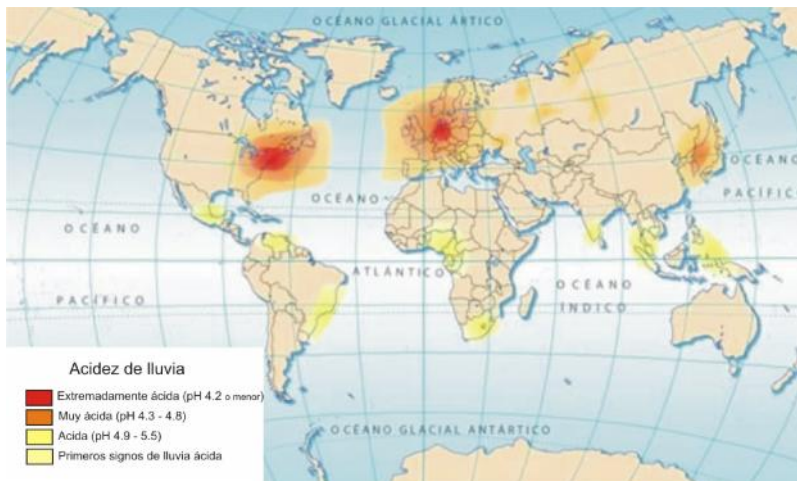 OCÉANO GLACIAL ÁRTICO
OCÉANO
PACÍFICO
OCÉANO
ATLÁNTICO
OCÉANO
PACÍFICO
OCÉANO
ÍNDICO
OCÉANO GLACIAL ANTÁRTICO
Acidez de lluvia
Extremadamente ácida (pH 4.2 o menor)
Muy ácida (pH 4.3 - 4.8)
Acida (pH 4.9 - 5.5)
Primeros signos de lluvia ácida